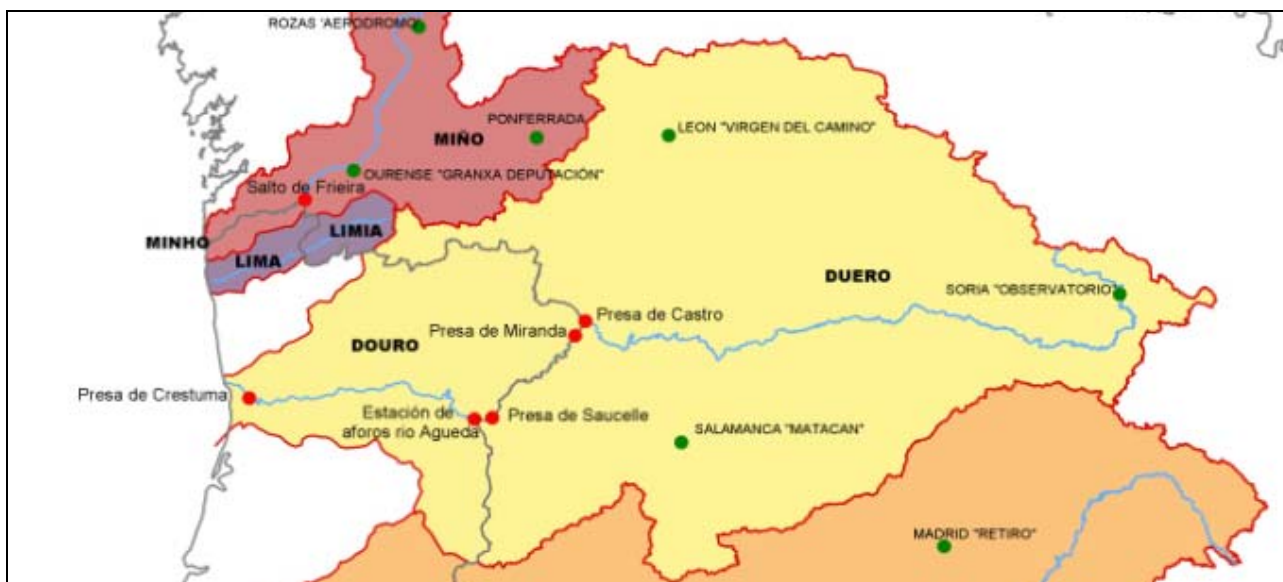 ROZAS 'AERODROMO'
PONFERRADA
LEON "VIRGEN DEL CAMINO"
MIÑO
OURENSE "GRANXA DEPUTACIÓN"
Salto de Frieira
LIMIA
MINHO
LIMA
DUERO
SORIA "OBSERVATORIO"
Presa de Castro
Presa de Miranda
DOURO
Presa de Crestuma
Estación de
aforos rio Agueda
Presa de Saucelle
SALAMANCA "MATACAN"
MADRID "RETIRO"